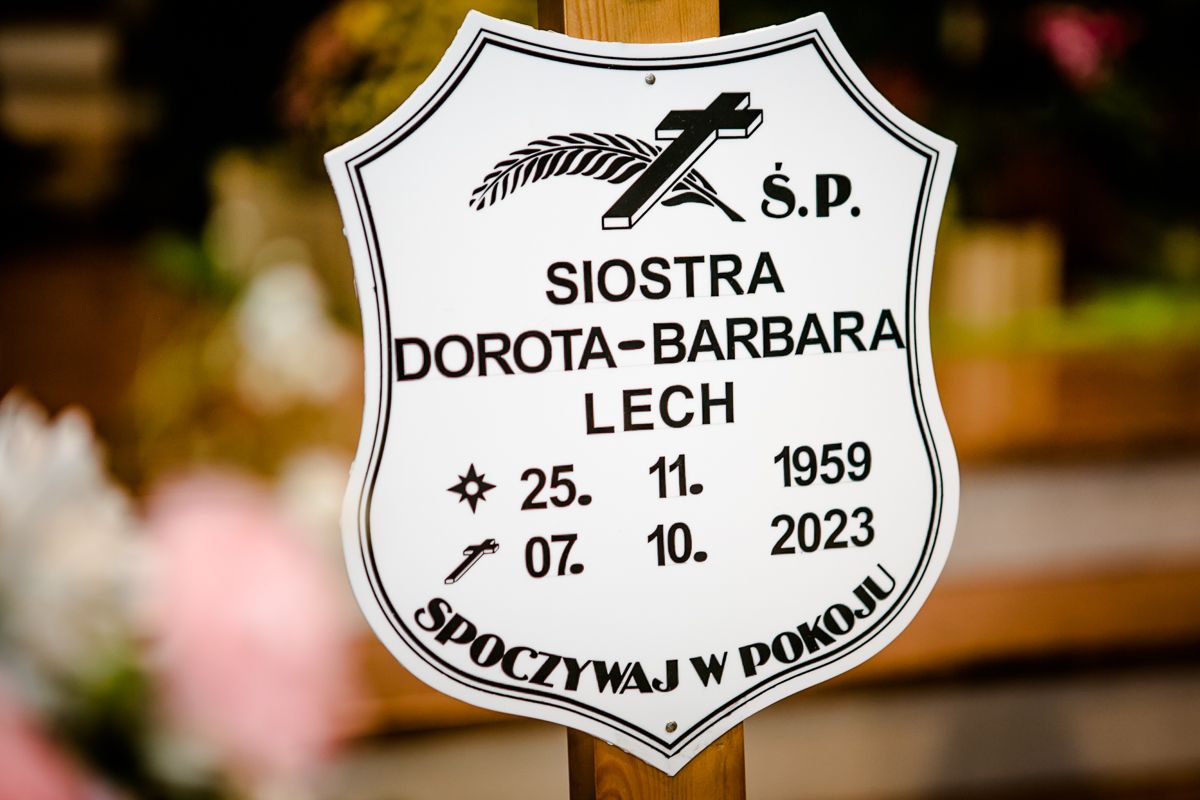 Ś.P.
SIOSTRA
DOROTA-BARBARA
LECH
25. 11. 1959
07. 10. 2023
SPOCZYWAJ W POKOJU